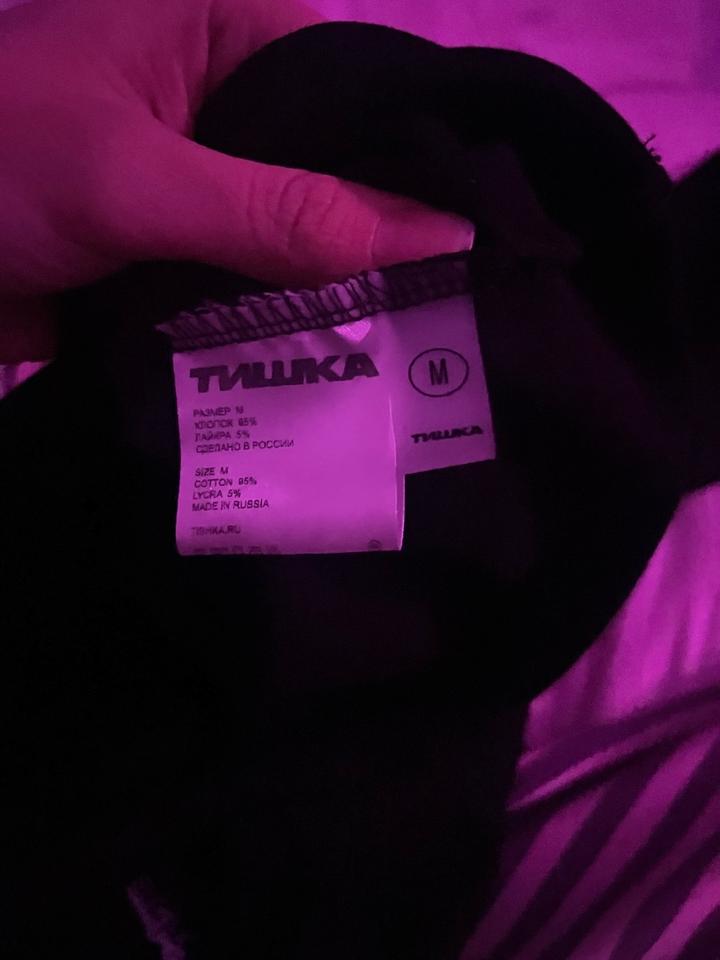 ТИШКА
РАЗМЕР M
ХЛОПОК 95%
ЛАЙКРА 5%
СДЕЛАНО В РОССИИ
SIZE M
COTTON 95%
LYCRA 5%
MADE IN RUSSIA
TISHKA.RU
M
ТИШКА